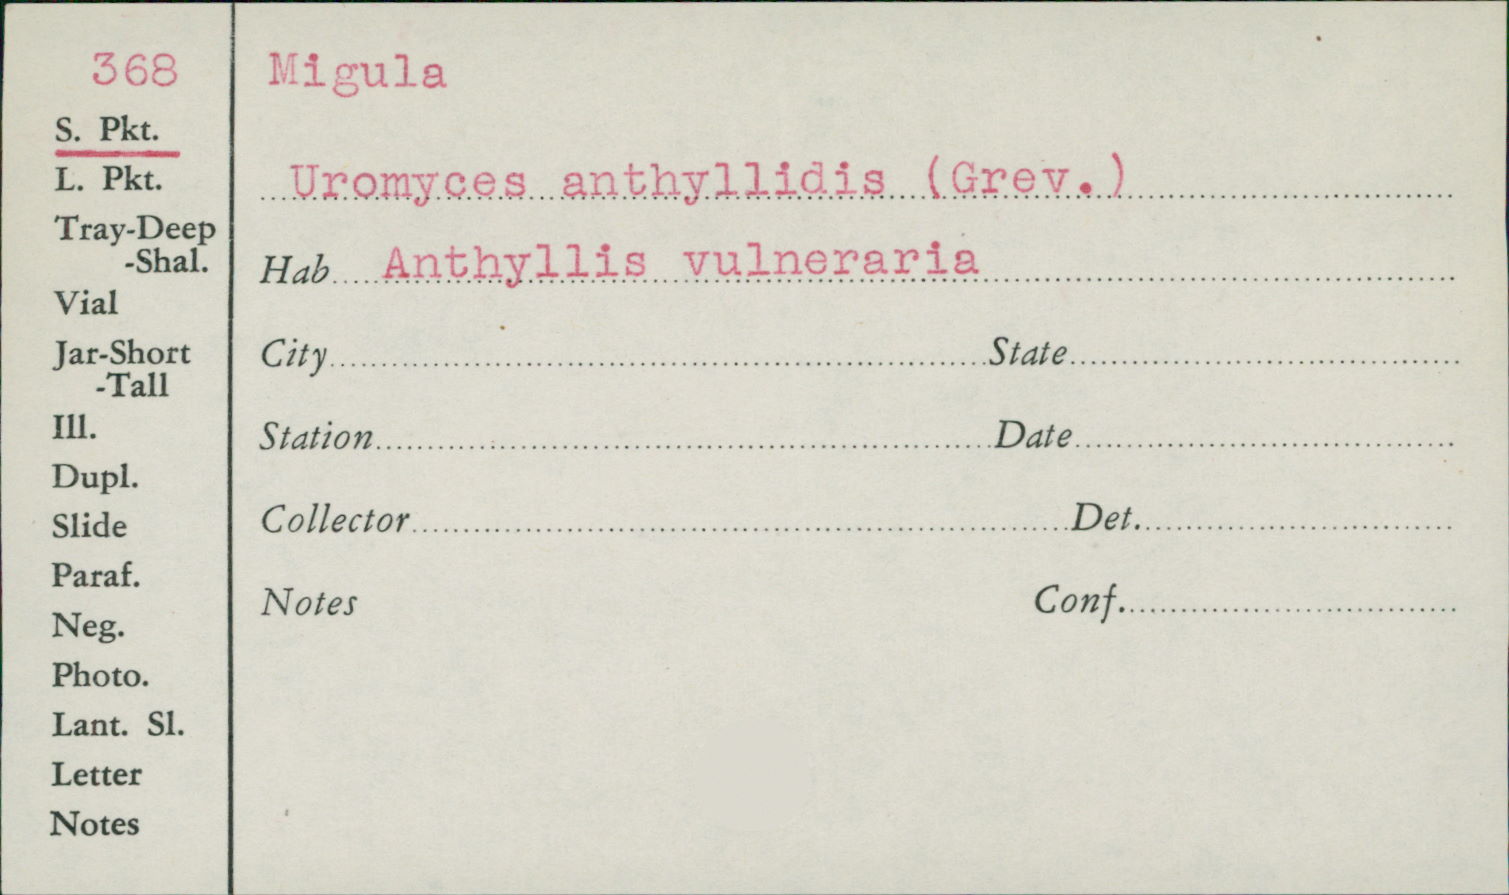 368
S. Pkt.
L. Pkt.
Tray-Deep
-Shal.
Vial
Jar-Short
-Tall
Ill.
Dupl.
Slide
Paraf.
Neg.
Photo.
Lant. Sl.
Letter
Notes
Migula
Uromyces anthyllidis (Grev.)
Hab Anthyllis vulneraria
City State
Station Date
Collector Det.
Notes Conf.